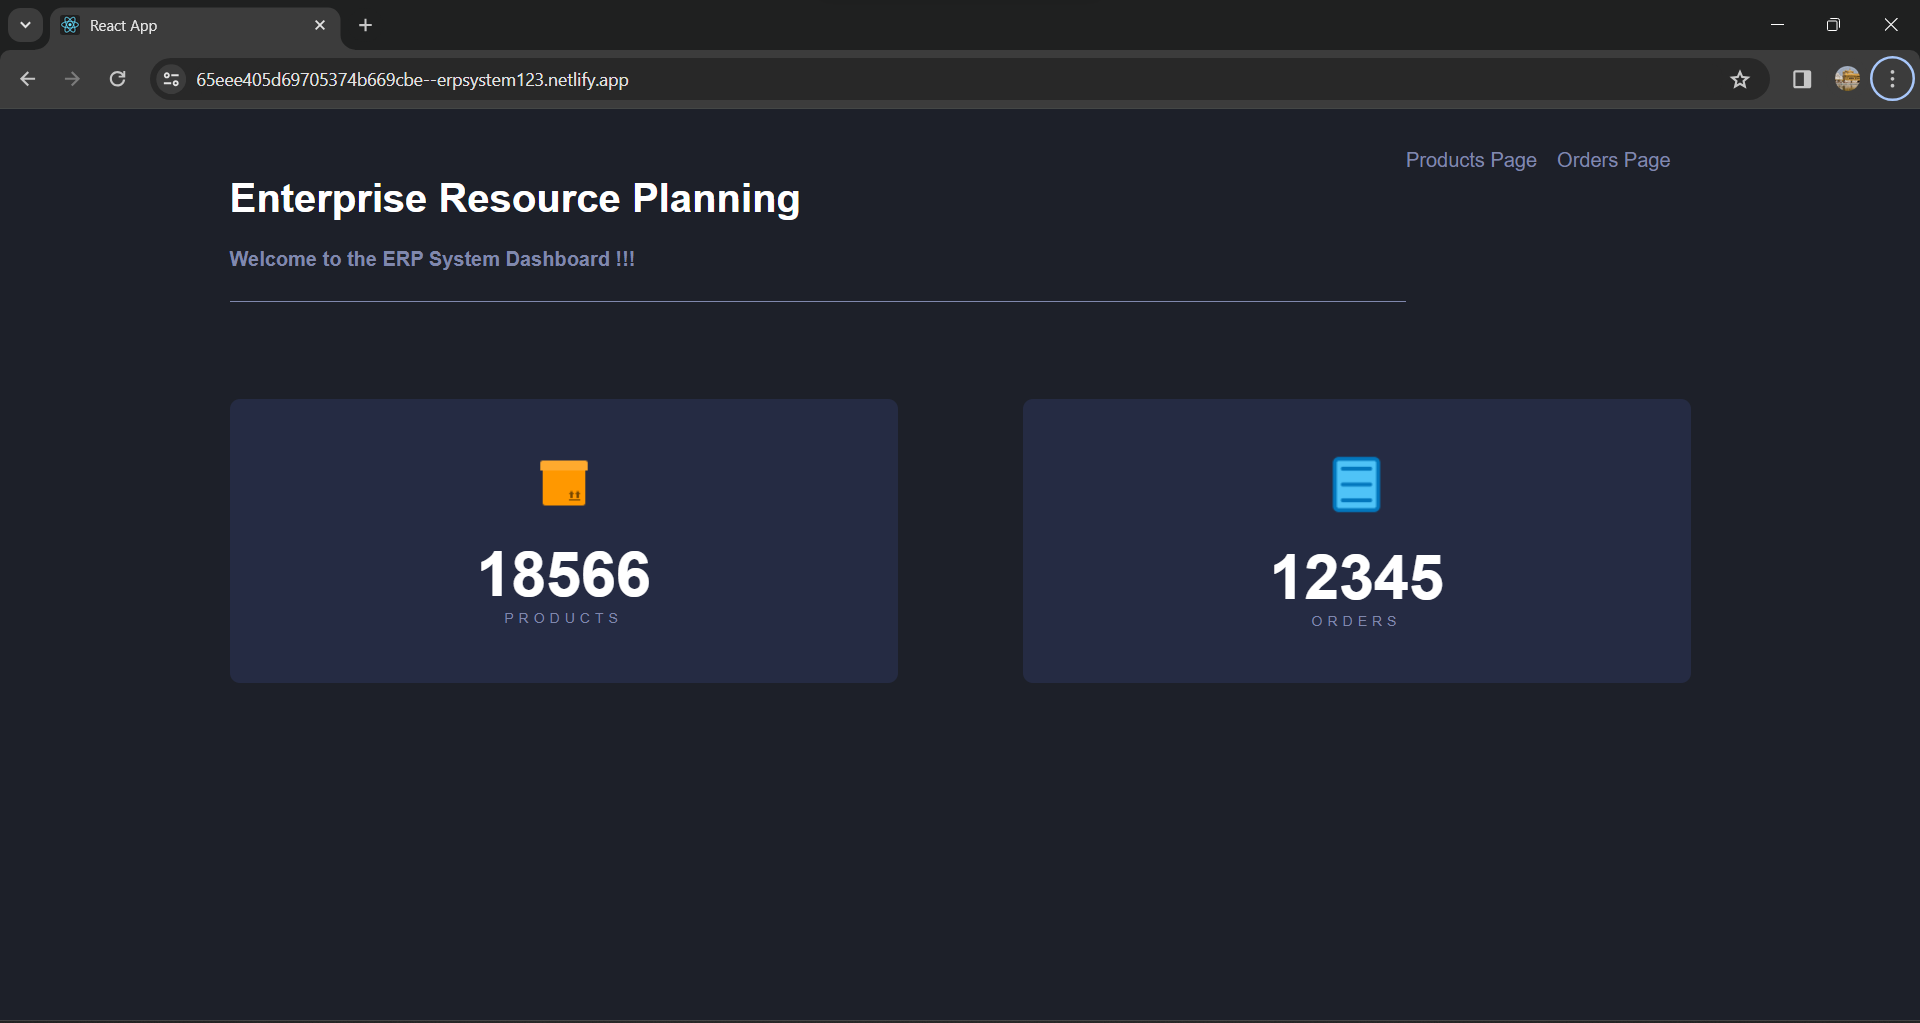 React App
65eee405d69705374b669cbe--erpsystem123.netlify.app
Products Page Orders Page
Enterprise Resource Planning
Welcome to the ERP System Dashboard !!!
18566
PRODUCTS
12345
ORDERS